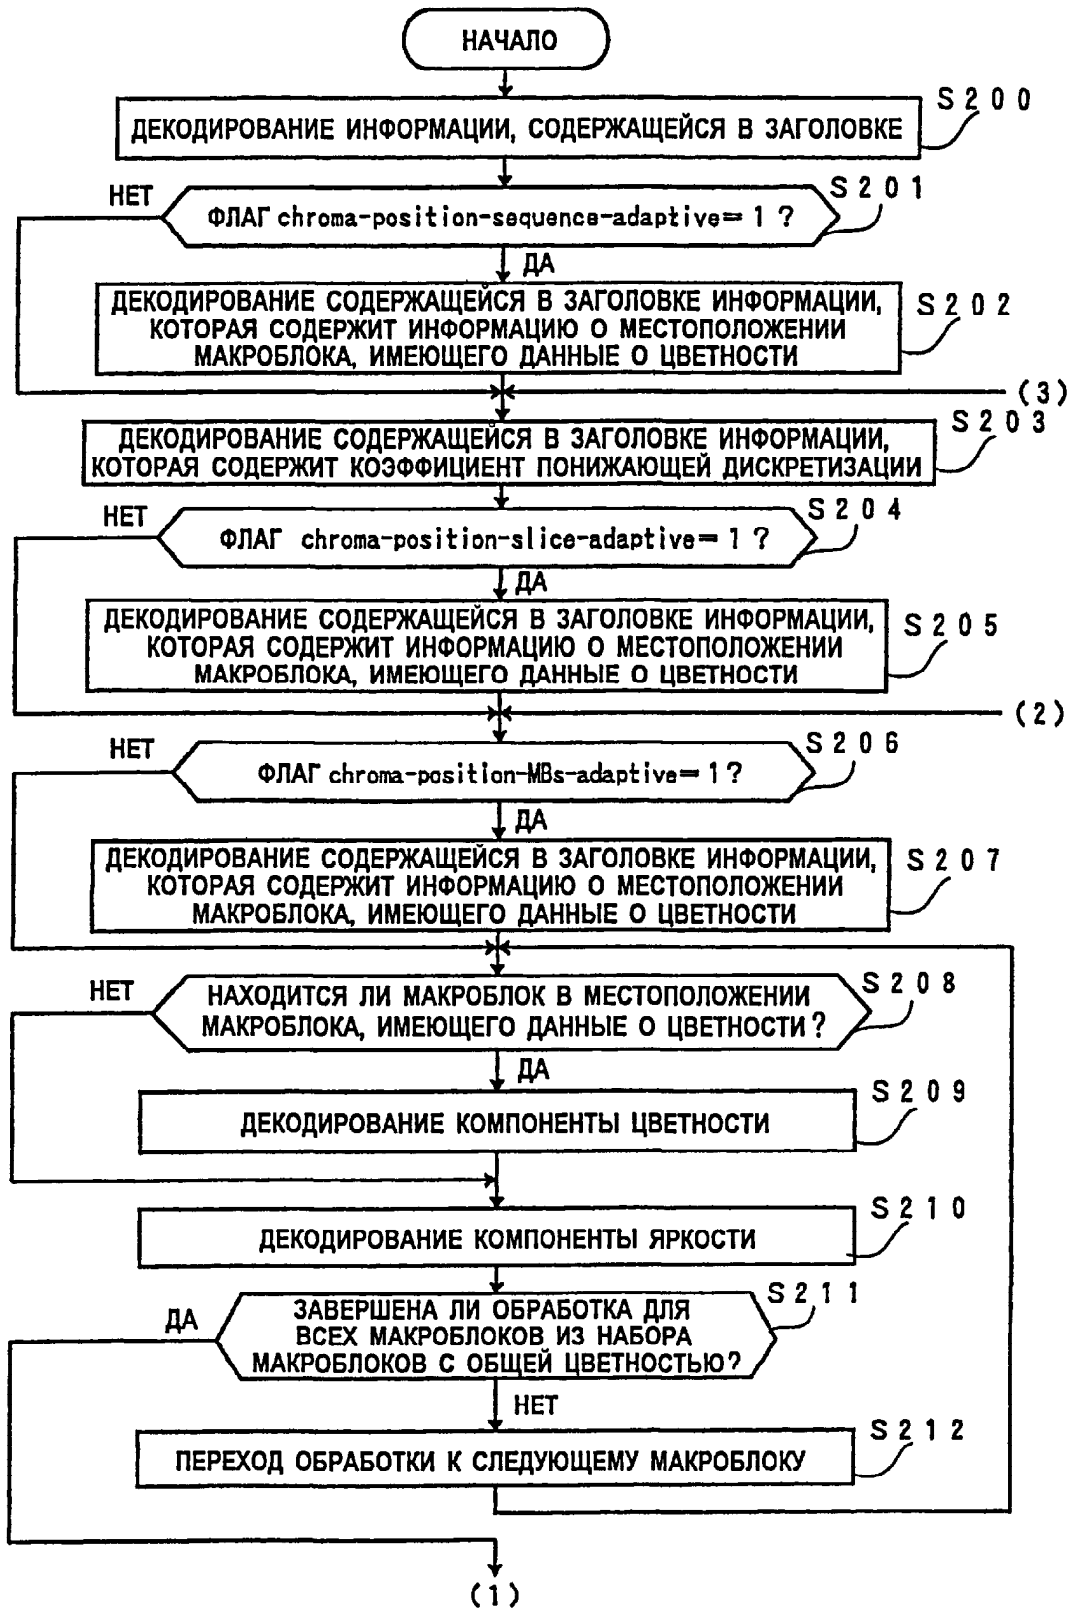 НАЧАЛО
S200
ДЕКОДИРОВАНИЕ ИНФОРМАЦИИ, СОДЕРЖАЩЕЙСЯ В ЗАГОЛОВКЕ
НЕТ
S201
ФЛАГ chroma-position-sequence-adaptive= 1 ?
ДА
S202
ДЕКОДИРОВАНИЕ СОДЕРЖАЩЕЙСЯ В ЗАГОЛОВКЕ ИНФОРМАЦИИ,
КОТОРАЯ СОДЕРЖИТ ИНФОРМАЦИЮ О МЕСТОПОЛОЖЕНИИ
МАКРОБЛОКА, ИМЕЮЩЕГО ДАННЫЕ О ЦВЕТНОСТИ
(3)
S203
ДЕКОДИРОВАНИЕ СОДЕРЖАЩЕЙСЯ В ЗАГОЛОВКЕ ИНФОРМАЦИИ,
КОТОРАЯ СОДЕРЖИТ КОЭФФИЦИЕНТ ПОНИЖАЮЩЕЙ ДИСКРЕТИЗАЦИИ
НЕТ
S204
ФЛАГ chroma-position-slice-adaptive= 1 ?
ДА
S205
ДЕКОДИРОВАНИЕ СОДЕРЖАЩЕЙСЯ В ЗАГОЛОВКЕ ИНФОРМАЦИИ,
КОТОРАЯ СОДЕРЖИТ ИНФОРМАЦИЮ О МЕСТОПОЛОЖЕНИИ
МАКРОБЛОКА, ИМЕЮЩЕГО ДАННЫЕ О ЦВЕТНОСТИ
(2)
НЕТ
S206
ФЛАГ chroma-position-MBs-adaptive= 1 ?
ДА
S207
ДЕКОДИРОВАНИЕ СОДЕРЖАЩЕЙСЯ В ЗАГОЛОВКЕ ИНФОРМАЦИИ,
КОТОРАЯ СОДЕРЖИТ ИНФОРМАЦИЮ О МЕСТОПОЛОЖЕНИИ
МАКРОБЛОКА, ИМЕЮЩЕГО ДАННЫЕ О ЦВЕТНОСТИ
НЕТ
S208
НАХОДИТСЯ ЛИ МАКРОБЛОК В МЕСТОПОЛОЖЕНИИ
МАКРОБЛОКА, ИМЕЮЩЕГО ДАННЫЕ О ЦВЕТНОСТИ ?
ДА
S209
ДЕКОДИРОВАНИЕ КОМПОНЕНТЫ ЦВЕТНОСТИ
S210
ДЕКОДИРОВАНИЕ КОМПОНЕНТЫ ЯРКОСТИ
S211
ДА
ЗАВЕРШЕНА ЛИ ОБРАБОТКА ДЛЯ
ВСЕХ МАКРОБЛОКОВ ИЗ НАБОРА
МАКРОБЛОКОВ С ОБЩЕЙ ЦВЕТНОСТЬЮ?
НЕТ
S212
ПЕРЕХОД ОБРАБОТКИ К СЛЕДУЮЩЕМУ МАКРОБЛОКУ
(1)